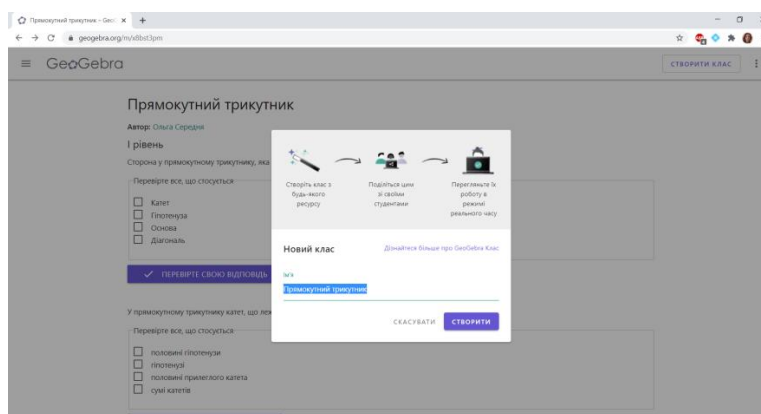 Прямокутний трикутник – Geo
geogebra.org/m/x8bst3pm
GeoGebra
СТВОРИТИ КЛАС
Прямокутний трикутник
Автор: Ольга Середня
І рівень
Сторона у прямокутному трикутнику, яка
Перевірте все, що стосується
Катет
Гіпотенуза
Основа
Діагональ
ПЕРЕВІРТЕ СВОЮ ВІДПОВІДЬ
У прямокутному трикутнику катет, що леж
Перевірте все, що стосується
половині гіпотенузи
гіпотенузі
половині прилеглого катета
сумі катетів
Створіть клас з
будь-якого
ресурсу
Поділіться цим
зі своїми
студентами
Перегляньте їх
роботу в
режимі
реального часу
Новий клас
Дізнайтеся більше про GeoGebra Клас
Ім'я
Прямокутний трикутник
СКАСУВАТИ
СТВОРИТИ